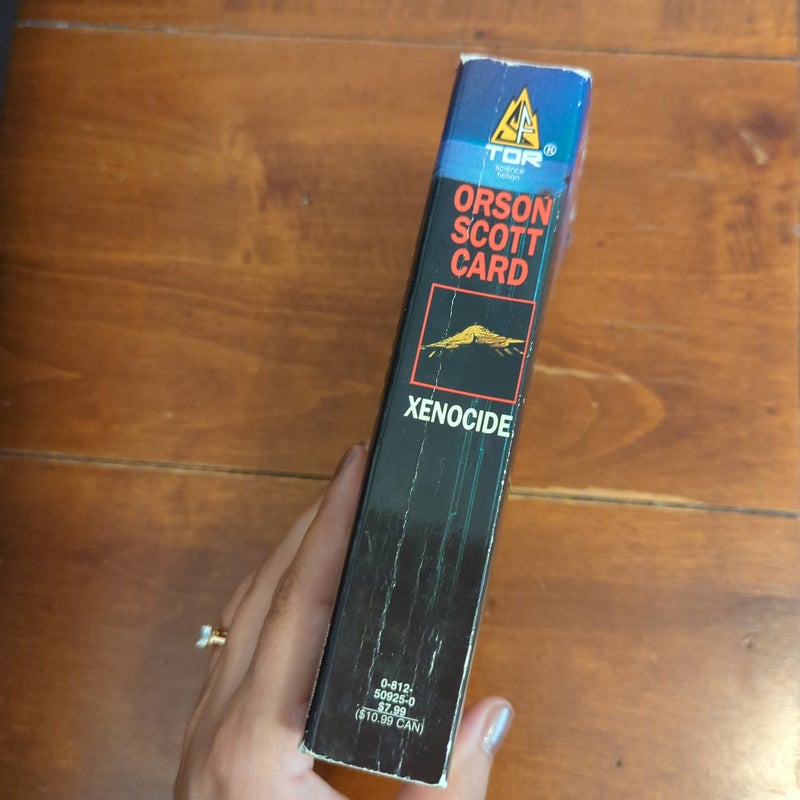 SF
TOR®
science
fiction
ORSON
SCOTT
CARD
XENOCIDE
0-812-
50925-0
$7.99
($10.99 CAN)